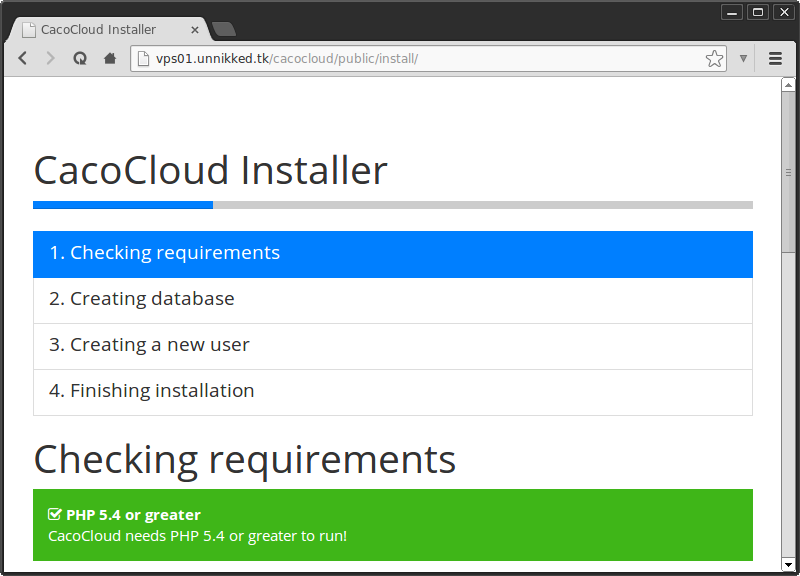 CacoCloud Installer
vps01.unnikked.tk/cacocloud/public/install/
CacoCloud Installer
1. Checking requirements
2. Creating database
3. Creating a new user
4. Finishing installation
Checking requirements
PHP 5.4 or greater
CacoCloud needs PHP 5.4 or greater to run!